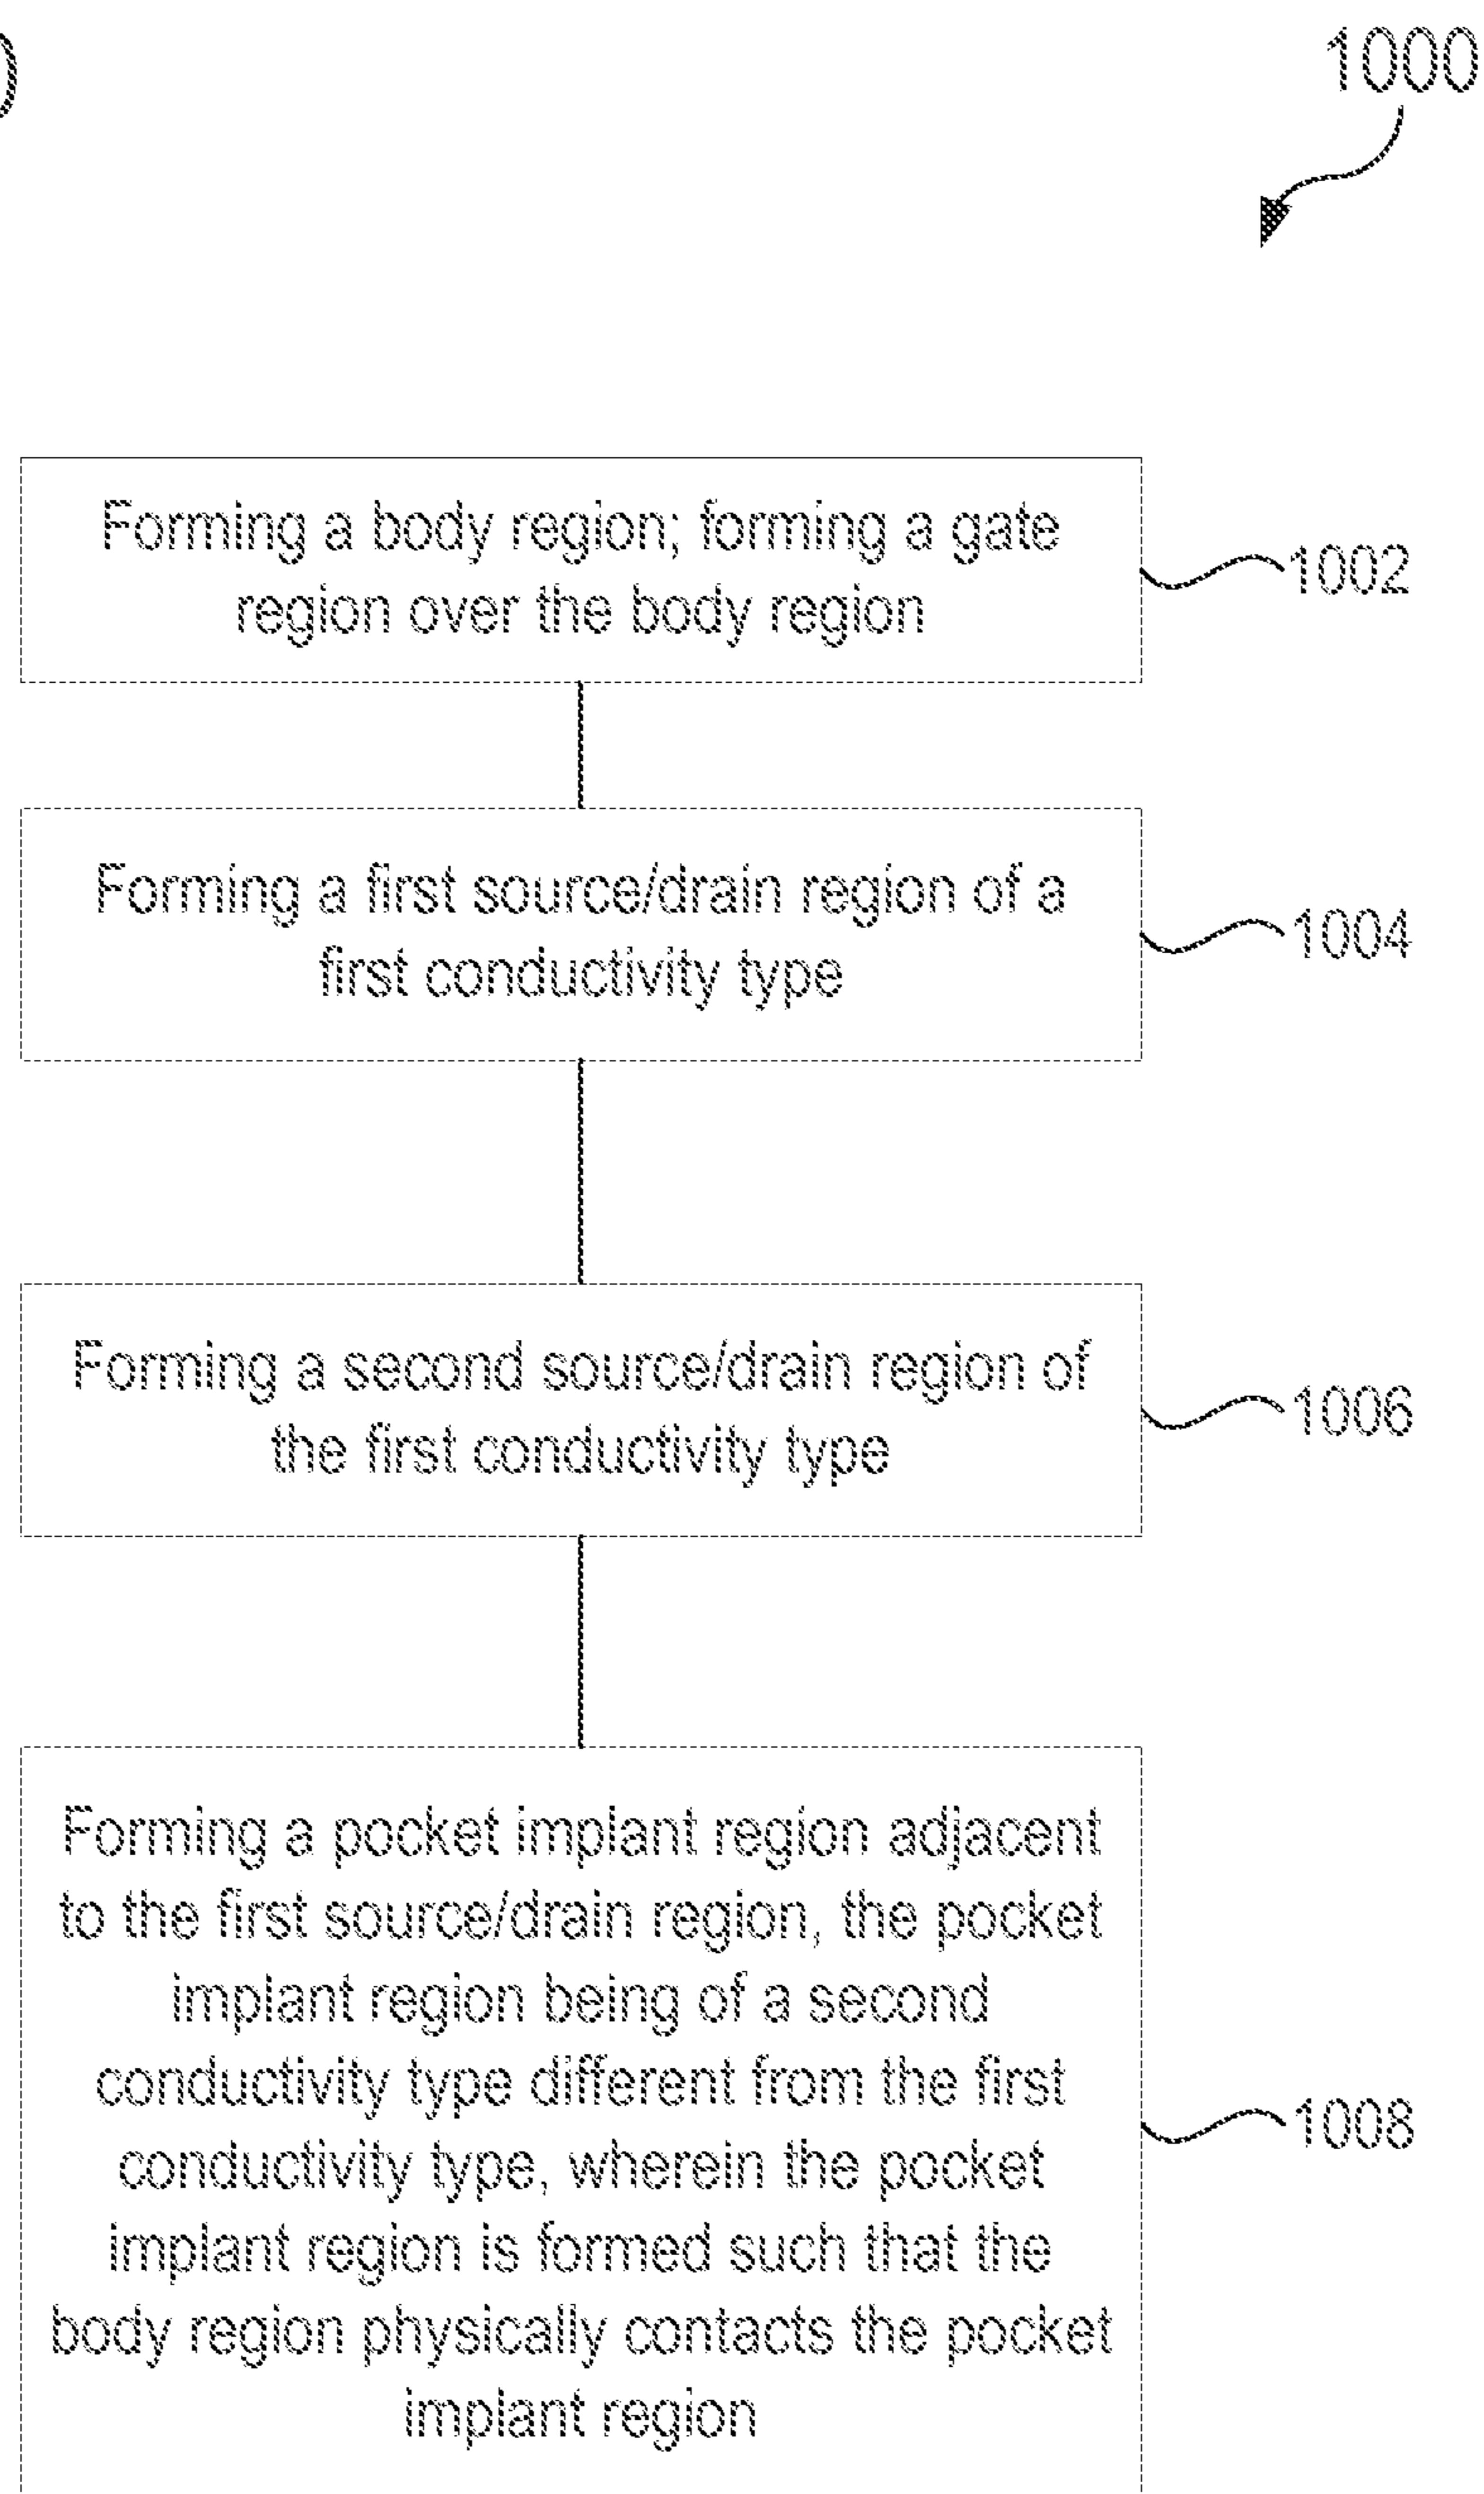 1000
Forming a body region; forming a gate
region over the body region
1002
Forming a first source/drain region of a
first conductivity type
1004
Forming a second source/drain region of
the first conductivity type
1006
Forming a pocket implant region adjacent
to the first source/drain region, the pocket
implant region being of a second
conductivity type different from the first
conductivity type, wherein the pocket
implant region is formed such that the
body region physically contacts the pocket
implant region
1008